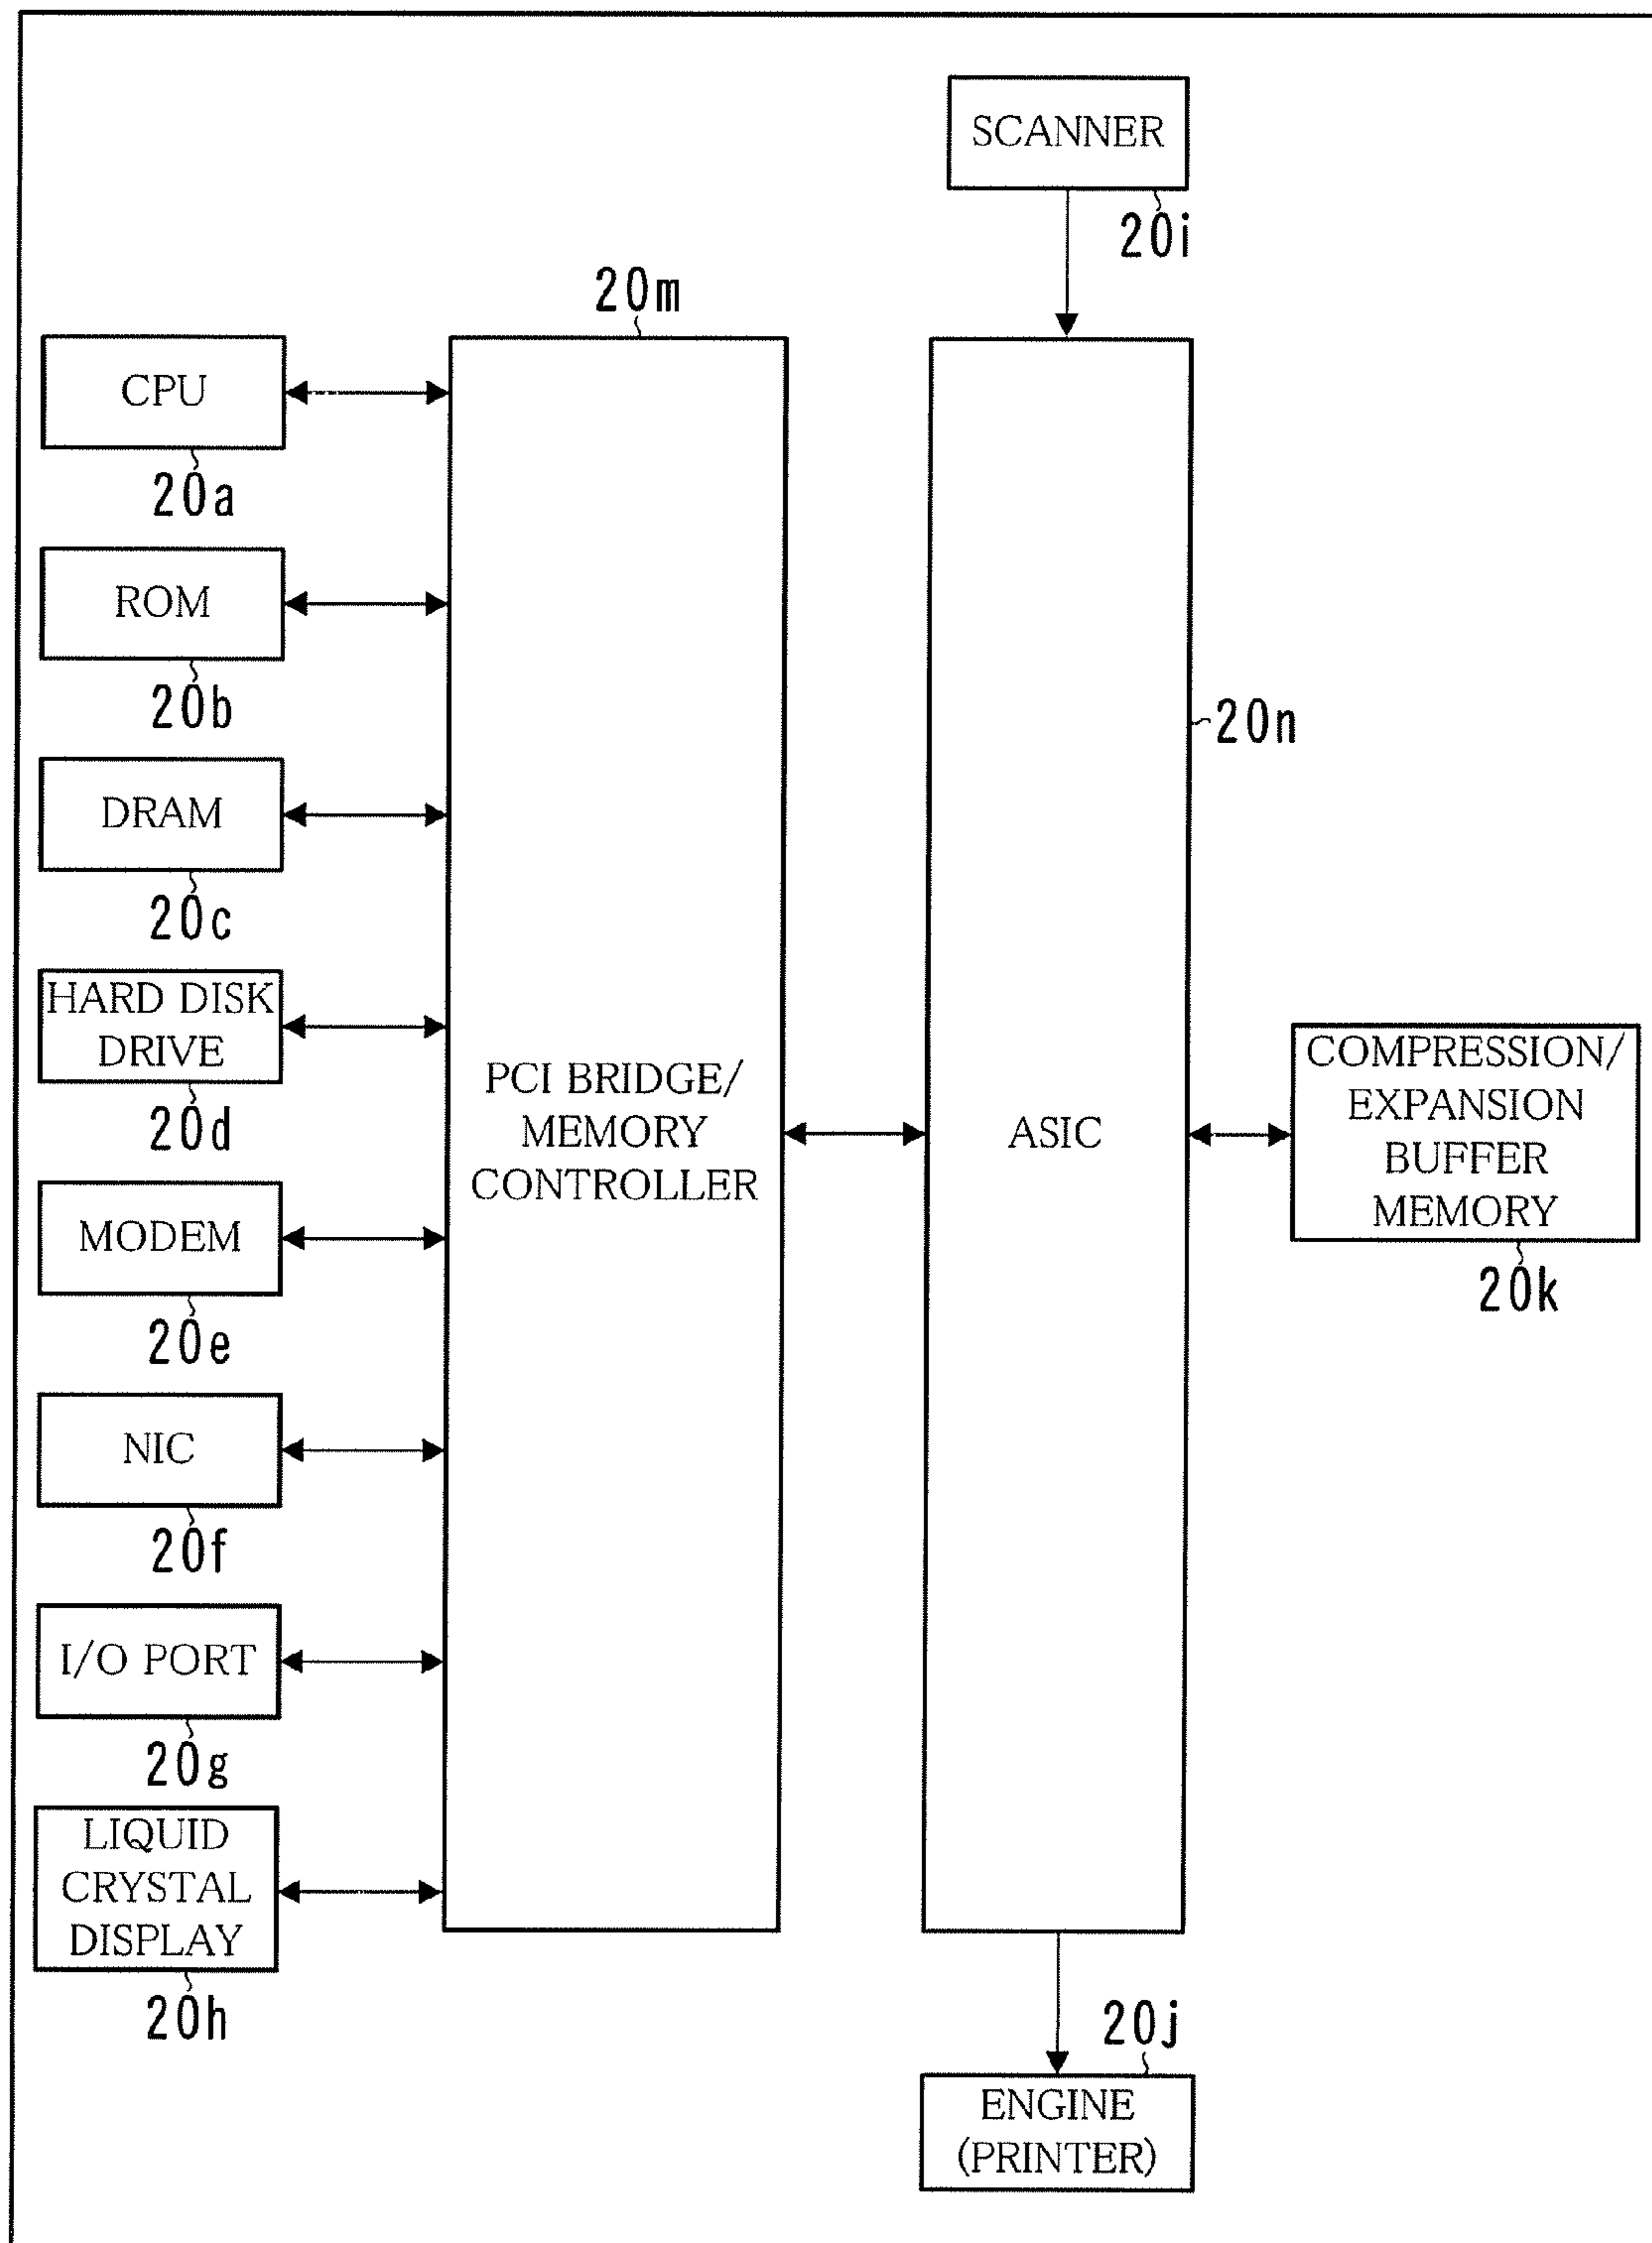 SCANNER
20i
20m
CPU
20a
ROM
20b
20n
DRAM
20c
HARD DISK
DRIVE
20d
PCI BRIDGE/
MEMORY
CONTROLLER
ASIC
COMPRESSION/
EXPANSION
BUFFER
MEMORY
20k
MODEM
20e
NIC
20f
I/O PORT
20g
LIQUID
CRYSTAL
DISPLAY
20h
20j
ENGINE
(PRINTER)